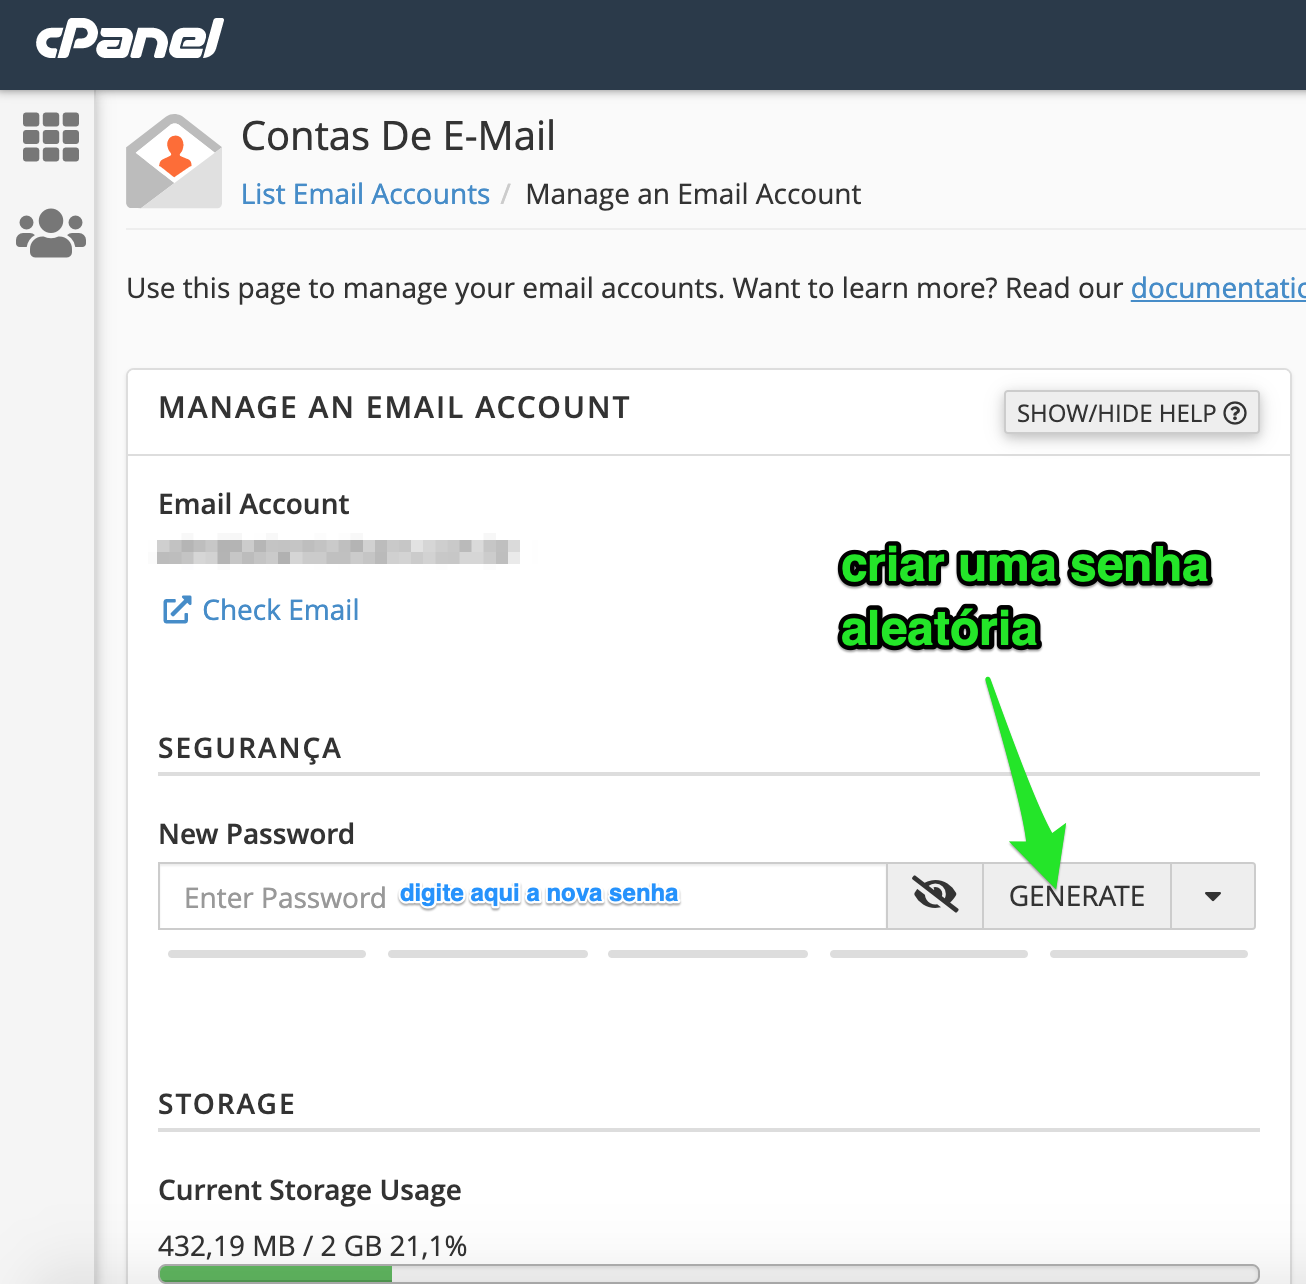 cPanel
Contas De E-Mail
List Email Accounts / Manage an Email Account
Use this page to manage your email accounts. Want to learn more? Read our
MANAGE AN EMAIL ACCOUNT
SHOW/HIDE HELP
Email Account
Check Email
criar uma senha
aleatória
SEGURANÇA
New Password
Enter Password digite aqui a nova senha
GENERATE
STORAGE
Current Storage Usage
432,19 MB / 2 GB 21,1%